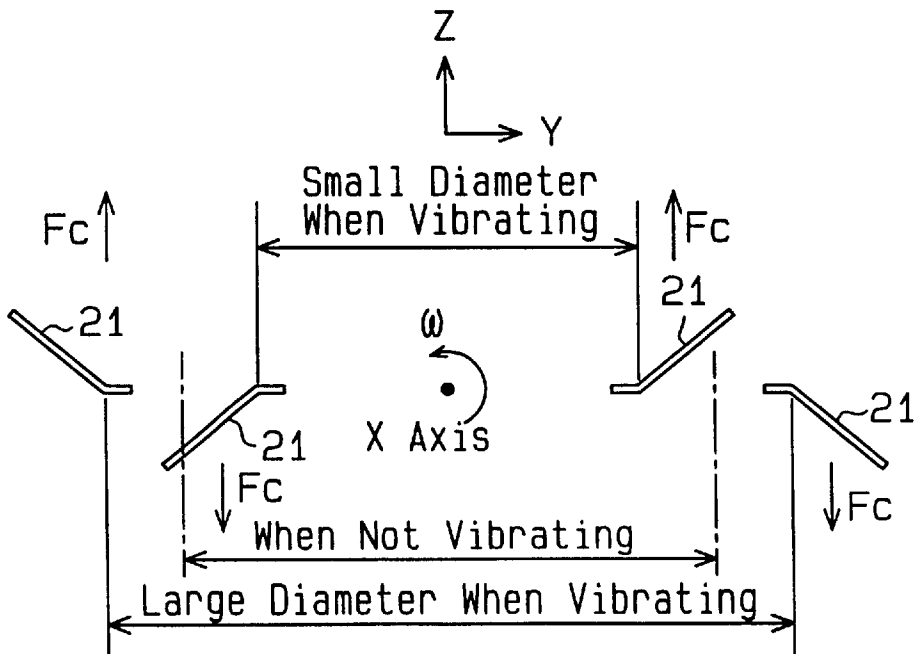 Z
Y
Small Diameter
When Vibrating
Fc
Fc
21
21
ω
X Axis
21
21
Fc
Fc
When Not Vibrating
Large Diameter When Vibrating